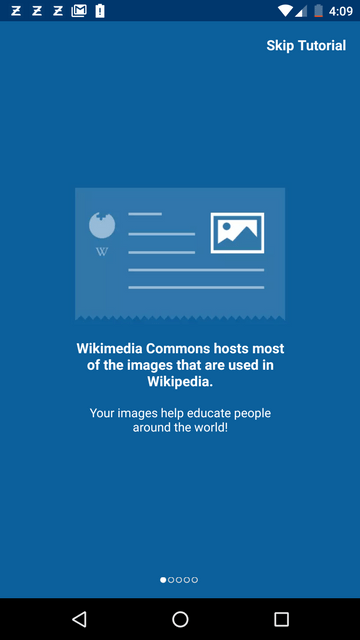 4:09
Skip Tutorial
W
Wikimedia Commons hosts most
of the images that are used in
Wikipedia.
Your images help educate people
around the world!